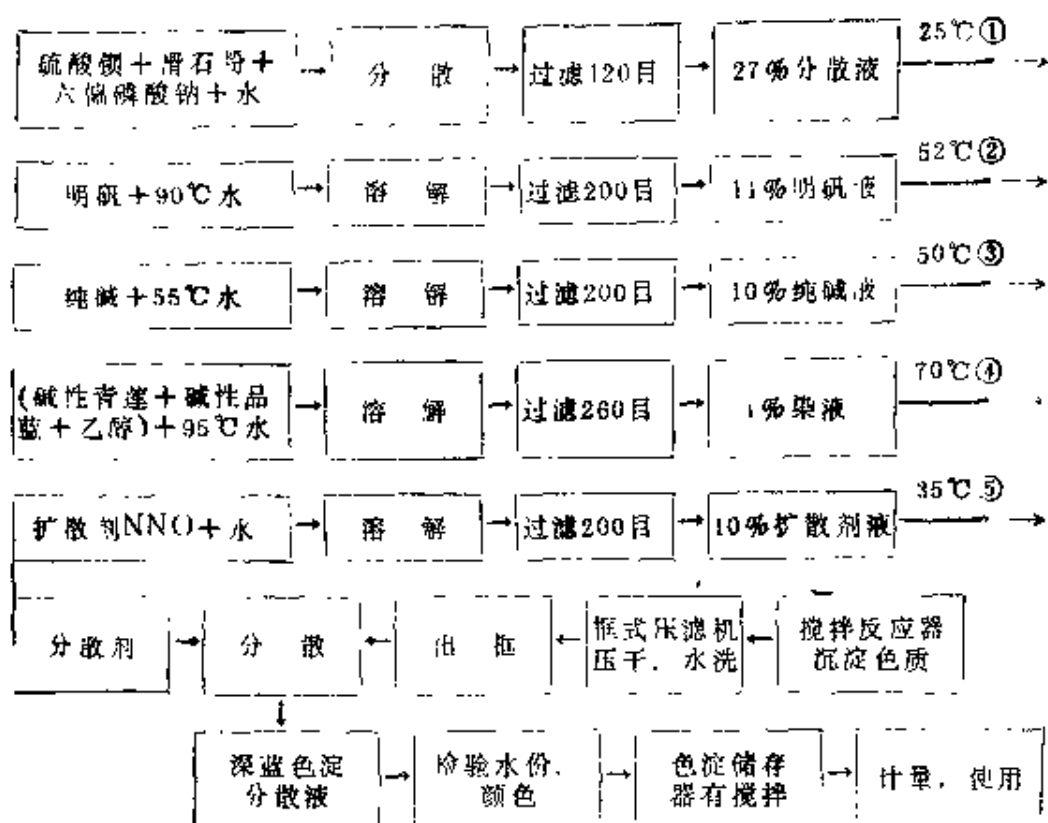 硫酸钡+滑石粉+
六偏磷酸钠+水
→
分 散
→
过滤120目
→
27%分散液
25℃①
明矾+90℃水
→
溶 解
→
过滤200目
→
11%明矾液
52℃②
纯碱+55℃水
→
溶 解
→
过滤200目
→
10%纯碱液
50℃③
(碱性青莲+碱性品
蓝+乙醇)+95℃水
→
溶 解
→
过滤260目
→
1%染液
70℃④
扩散剂NNO+水
→
溶 解
→
过滤200目
→
10%扩散剂液
35℃⑤
分散剂
分 散
出 框
框式压滤机
压干、水洗
搅拌反应器
沉淀色质
深蓝色淀
分散液
检验水份、
颜色
色淀储存
器有搅拌
计量,使用